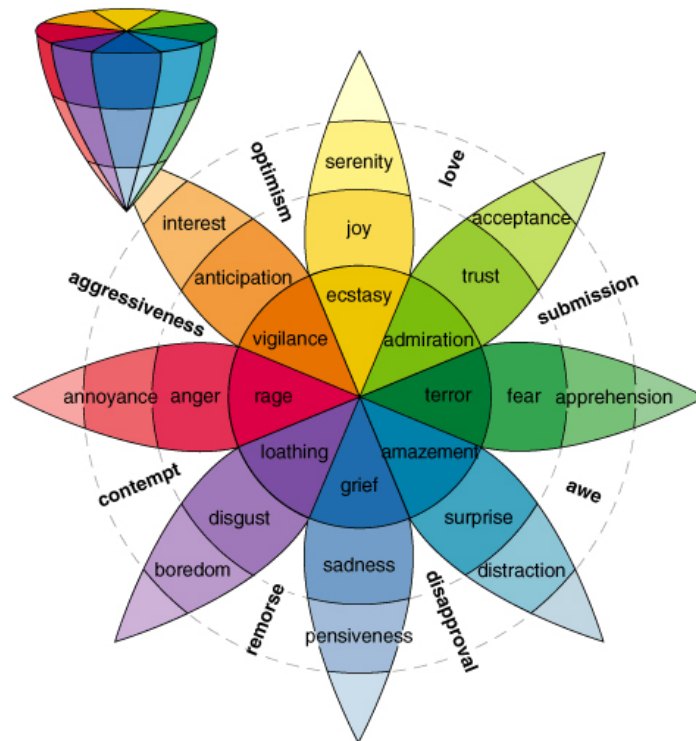 optimism
love
serenity
interest
acceptance
joy
anticipation
trust
aggressiveness
submission
ecstasy
vigilance
admiration
annoyance
anger
rage
terror
fear
apprehension
loathing
amazement
contempt
grief
awe
disgust
surprise
boredom
sadness
distraction
remorse
disapproval
pensiveness